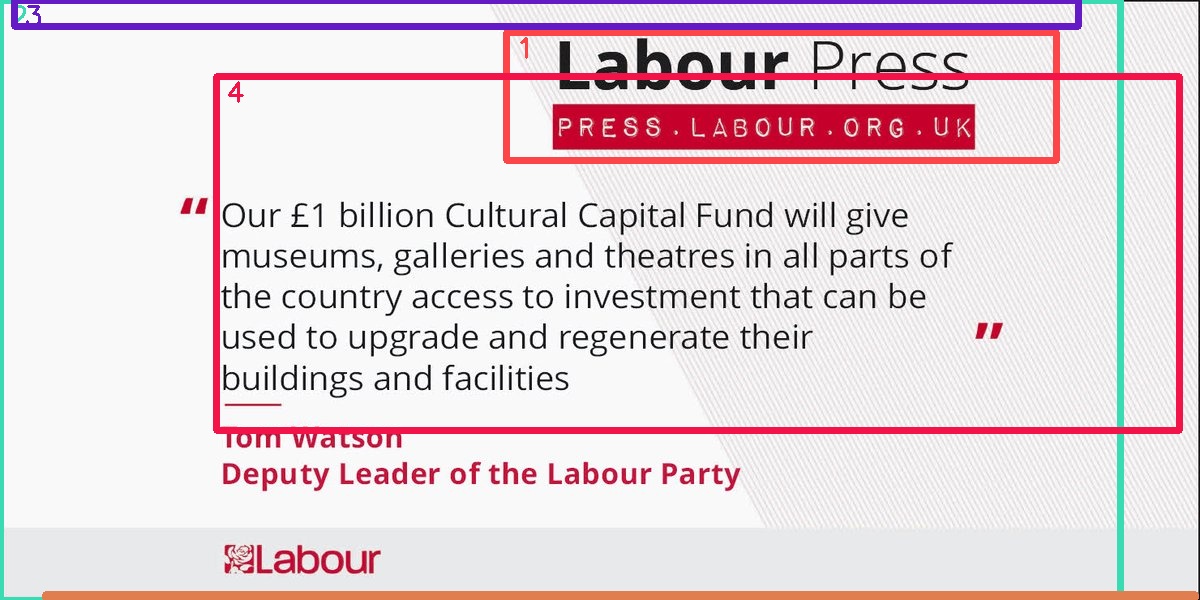 Labour Press
PRESS.LABOUR.ORG.UK
“ Our £1 billion Cultural Capital Fund will give
museums, galleries and theatres in all parts of
the country access to investment that can be
used to upgrade and regenerate their ”
buildings and facilities
Tom Watson
Deputy Leader of the Labour Party
Labour